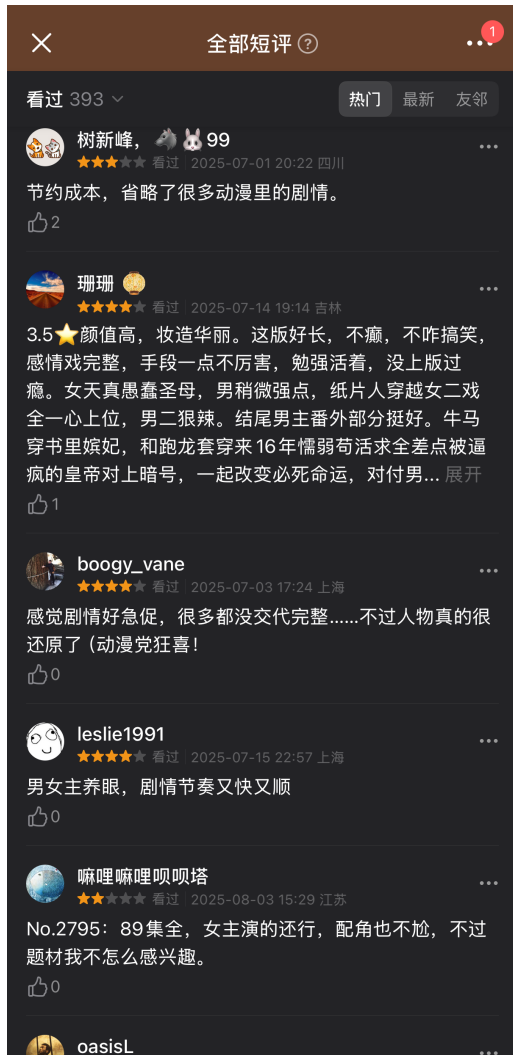 全部短评 ?
1
看过 393
热门 最新 友邻
树新峰，🐴🐰99
看过 2025-07-01 20:22 四川
节约成本，省略了很多动漫里的剧情。
2
珊珊 🏮
看过 2025-07-14 19:14 吉林
3.5⭐颜值高，妆造华丽。这版好长，不癫，不咋搞笑，
感情戏完整，手段一点不厉害，勉强活着，没上版过
瘾。女天真愚蠢圣母，男稍微强点，纸片人穿越女二戏
全一心上位，男二狠辣。结尾男主番外部分挺好。牛马
穿书里嫔妃，和跑龙套穿来16年懦弱苟活求全差点被逼
疯的皇帝对上暗号，一起改变必死命运，对付男... 展开
1
boogy_vane
看过 2025-07-03 17:24 上海
感觉剧情好急促，很多都没交代完整……不过人物真的很
还原了（动漫党狂喜！
0
leslie1991
看过 2025-07-15 22:57 上海
男女主养眼，剧情节奏又快又顺
0
嘛哩嘛哩呗呗塔
看过 2025-08-03 15:29 江苏
No.2795：89集全，女主演的还行，配角也不尬，不过
题材我不怎么感兴趣。
0
oasisL